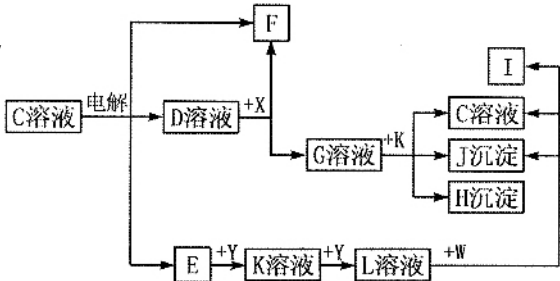 F
I
C溶液 电解 D溶液 +X C溶液
G溶液 +K J沉淀
H沉淀
E +Y K溶液 +Y L溶液 +W